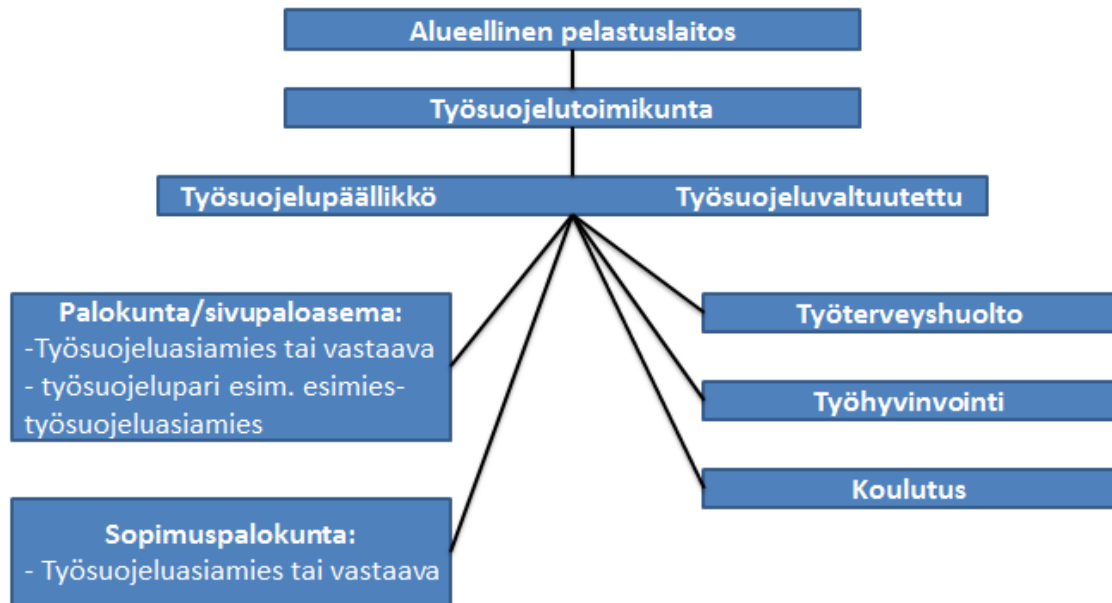 Alueellinen pelastuslaitos
Työsuojelutoimikunta
Työsuojelupäällikkö Työsuojeluvaltuutettu
Palokunta/sivupaloasema:
-Työsuojeluasiamies tai vastaava
- työsuojelupari esim. esimies-
työsuojeluasiamies
Sopimuspalokunta:
- Työsuojeluasiamies tai vastaava
Työterveyshuolto
Työhyvinvointi
Koulutus